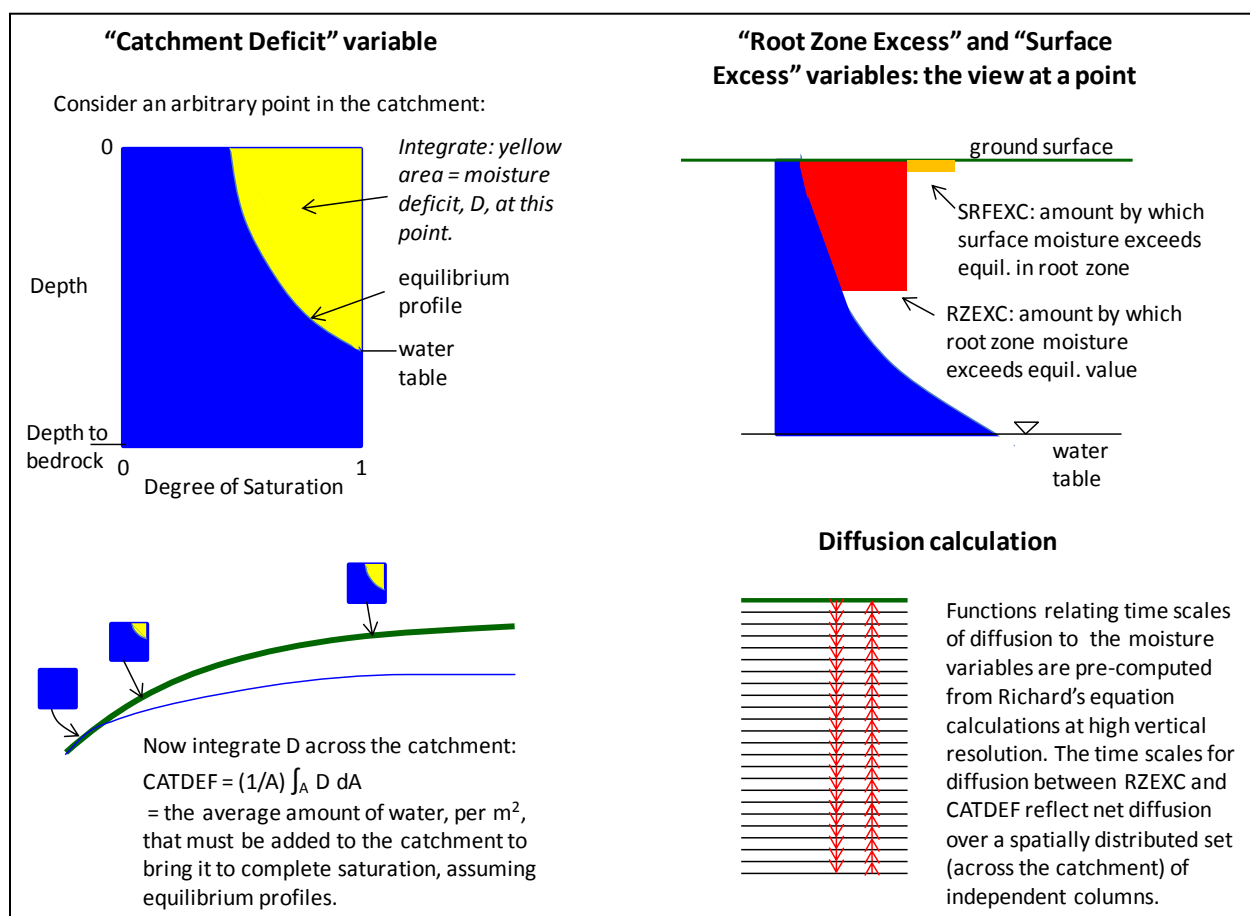 “Catchment Deficit” variable
Consider an arbitrary point in the catchment:
0
Integrate: yellow
area = moisture
deficit, D, at this
point.
Depth
equilibrium
profile
water
table
Depth to
bedrock
0
1
Degree of Saturation
“Root Zone Excess” and “Surface
Excess” variables: the view at a point
ground surface
SRFEXC: amount by which
surface moisture exceeds
equil. in root zone
RZEXC: amount by which
root zone moisture
exceeds equil. value
water
table
Now integrate D across the catchment:
CATDEF = (1/A) ∫A D dA
= the average amount of water, per m²,
that must be added to the catchment to
bring it to complete saturation, assuming
equilibrium profiles.
Diffusion calculation
Functions relating time scales
of diffusion to the moisture
variables are pre-computed
from Richard’s equation
calculations at high vertical
resolution. The time scales for
diffusion between RZEXC and
CATDEF reflect net diffusion
over a spatially distributed set
(across the catchment) of
independent columns.